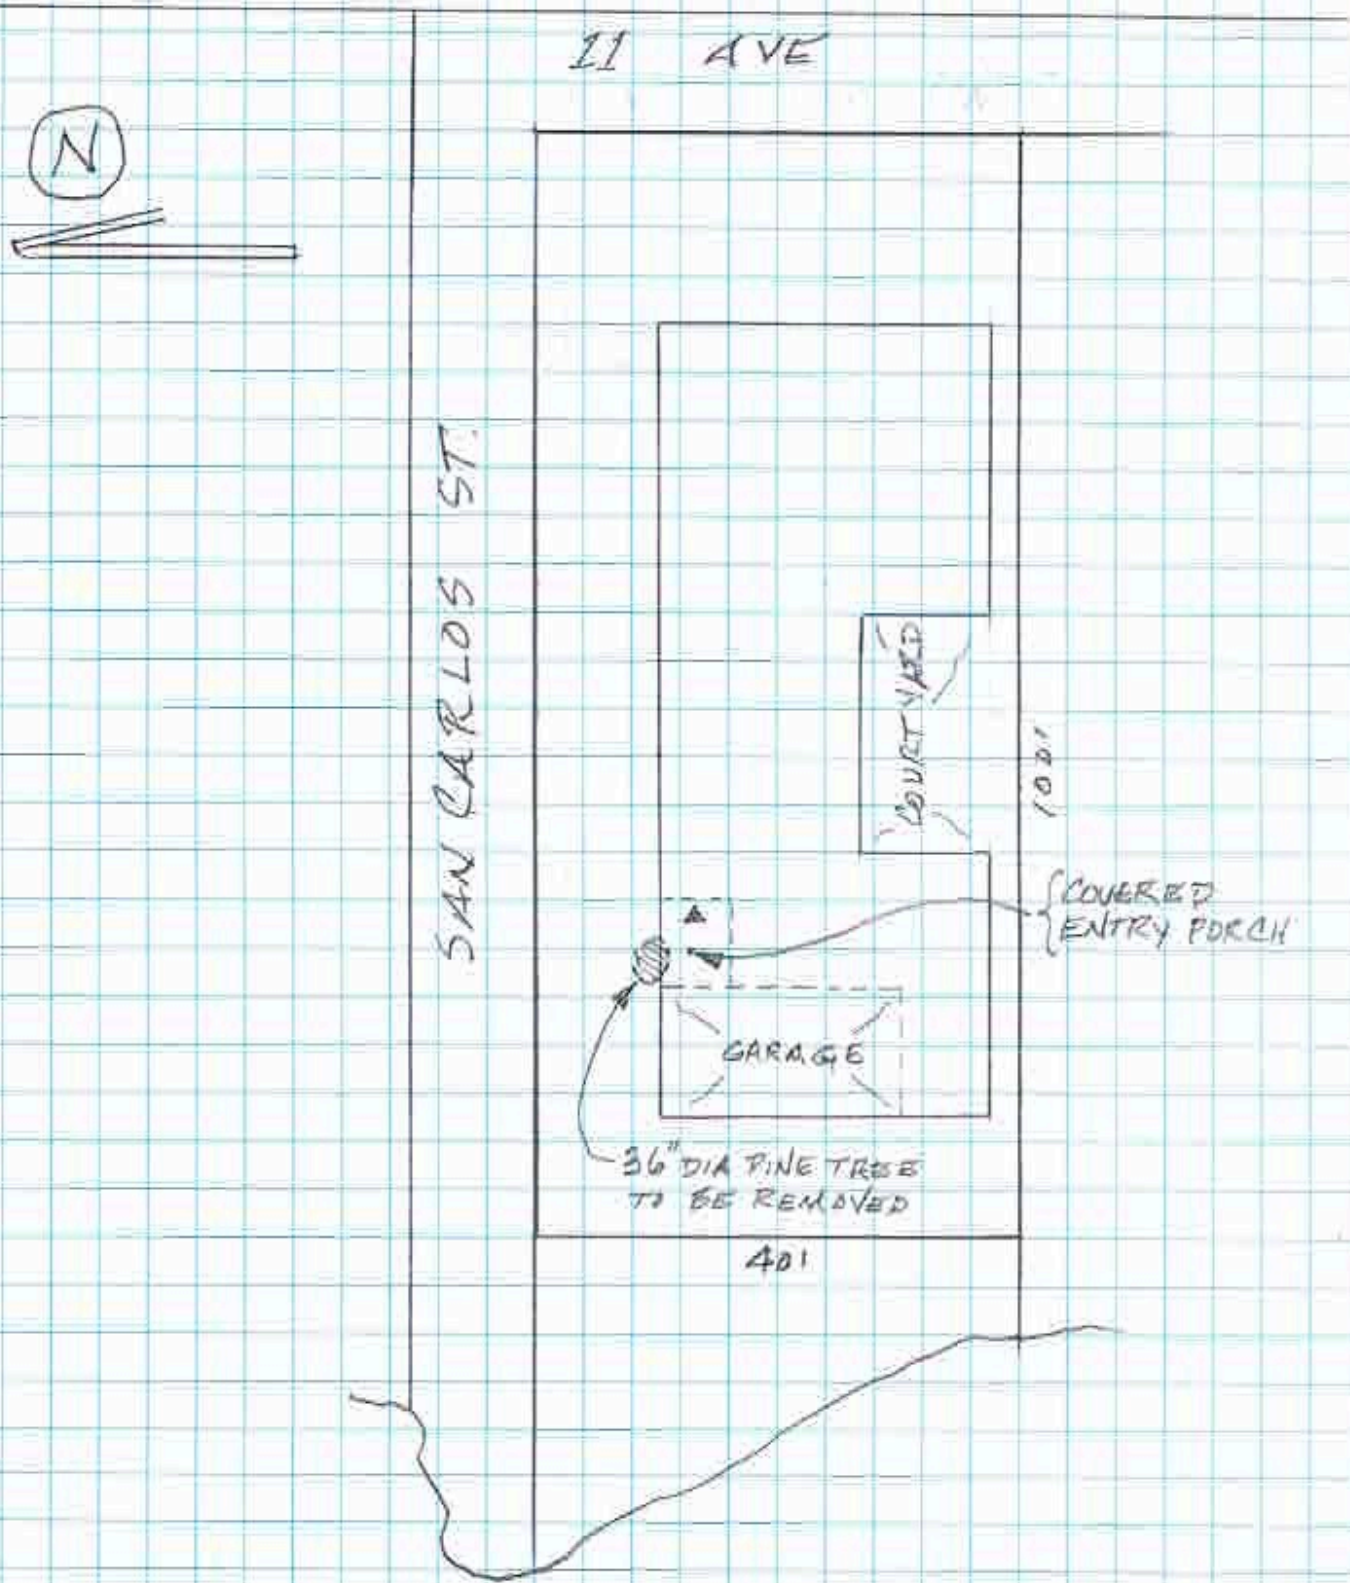 11 AVE
N
SAN CARLOS ST.
COURTYARD
100'
COVERED
ENTRY PORCH
GARAGE
36" DIA PINE TREE
TO BE REMOVED
40'